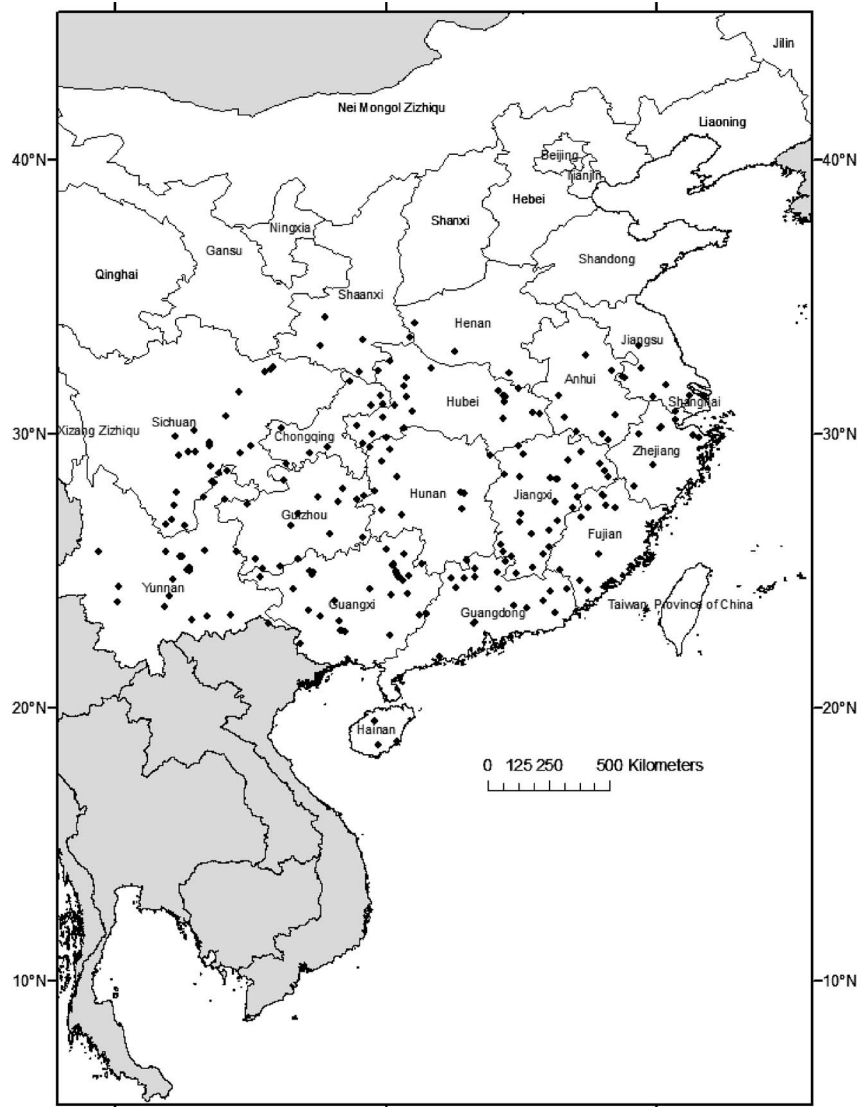 Jilin
Nei Mongol Zizhiqu
Liaoning
40°N
Beijing
40°N
Tianjin
Hebei
Shanxi
Ningxia
Gansu
Shandong
Qinghai
Shaanxi
Henan
Jiangsu
Anhui
Shanghai
Hubei
Sichuan
Xizang Zizhiqu
30°N
Chongqing
30°N
Zhejiang
Hunan
Jiangxi
Guizhou
Fujian
Yunnan
Guangxi
Guangdong
Taiwan, Province of China
20°N
20°N
Hainan
0 125 250 500 Kilometers
10°N
10°N